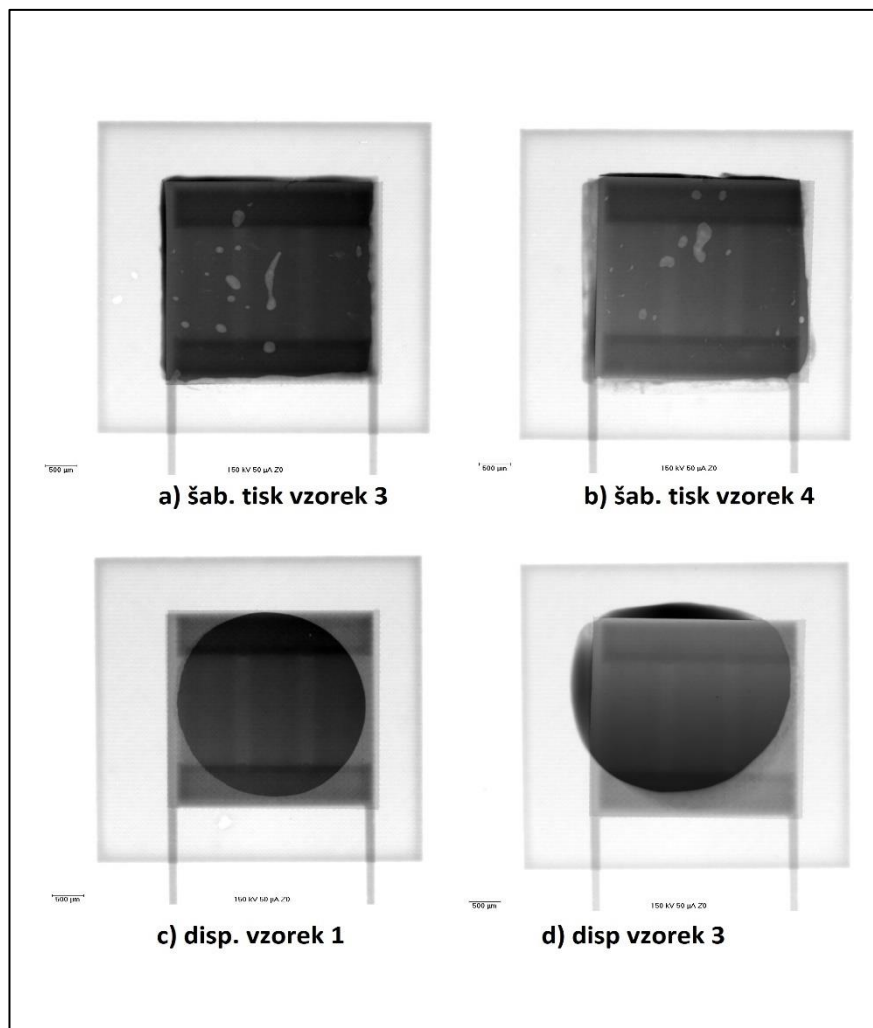 500 µm 150 kV 50 µA Z0
500 µm 150 kV 50 µA Z0
a) šab. tisk vzorek 3
b) šab. tisk vzorek 4
500 µm 150 kV 50 µA Z0
500 µm 150 kV 50 µA Z0
c) disp. vzorek 1
d) disp vzorek 3